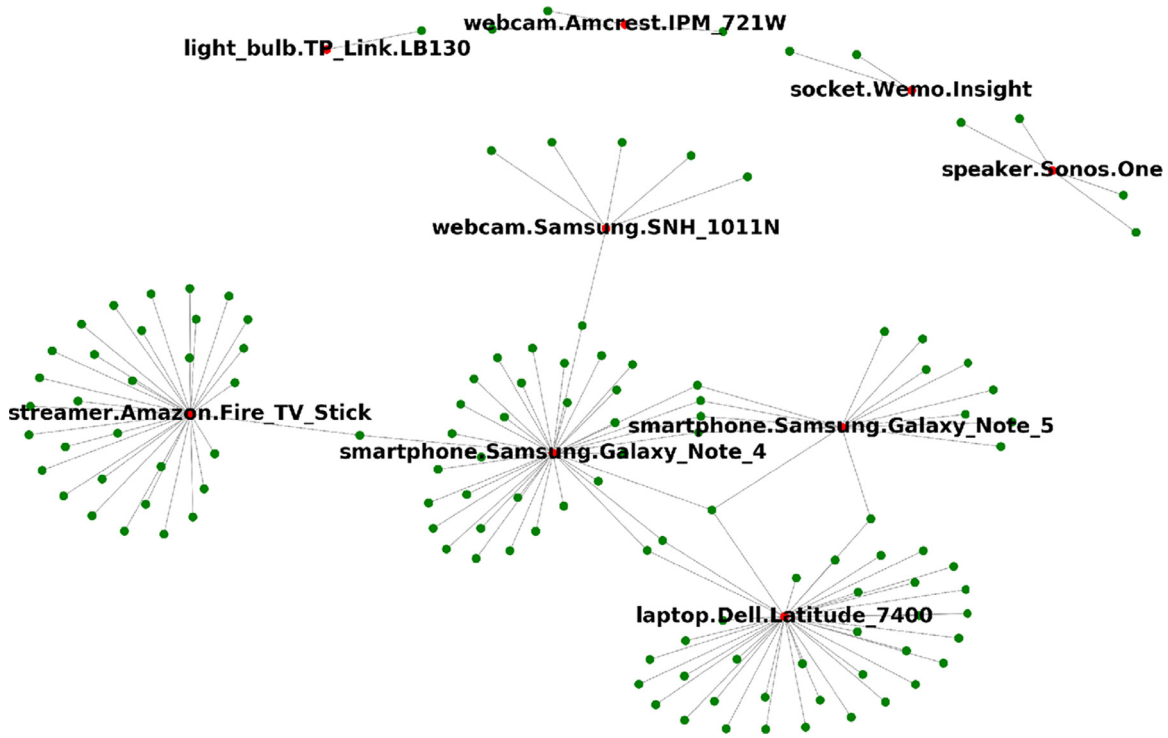 webcam.Amcrest.IPM_721W
light_bulb.TP_Link.LB130
socket.Wemo.Insight
speaker.Sonos.One
webcam.Samsung.SNH_1011N
streamer.Amazon.Fire_TV_Stick
smartphone.Samsung.Galaxy_Note_5
smartphone.Samsung.Galaxy_Note_4
laptop.Dell.Latitude_7400